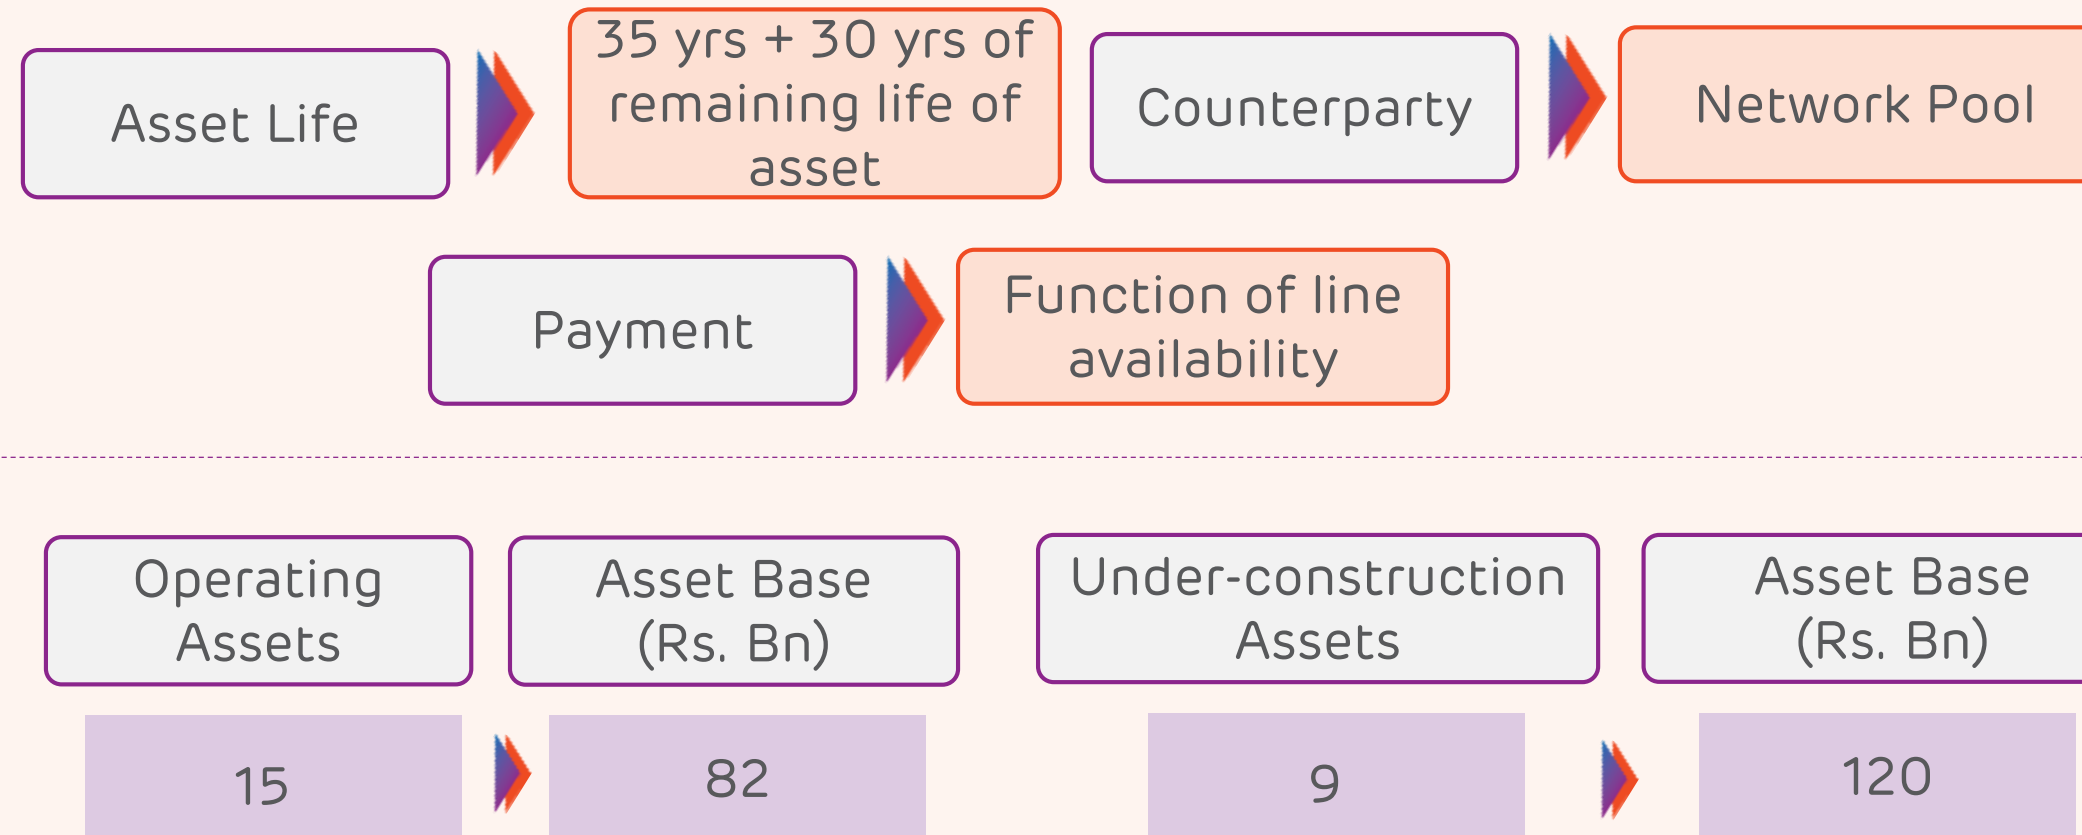 Asset Life
35 yrs + 30 yrs of
remaining life of
asset
Counterparty
Network Pool
Payment
Function of line
availability
Operating
Assets
Asset Base
(Rs. Bn)
Under-construction
Assets
Asset Base
(Rs. Bn)
15
82
9
120